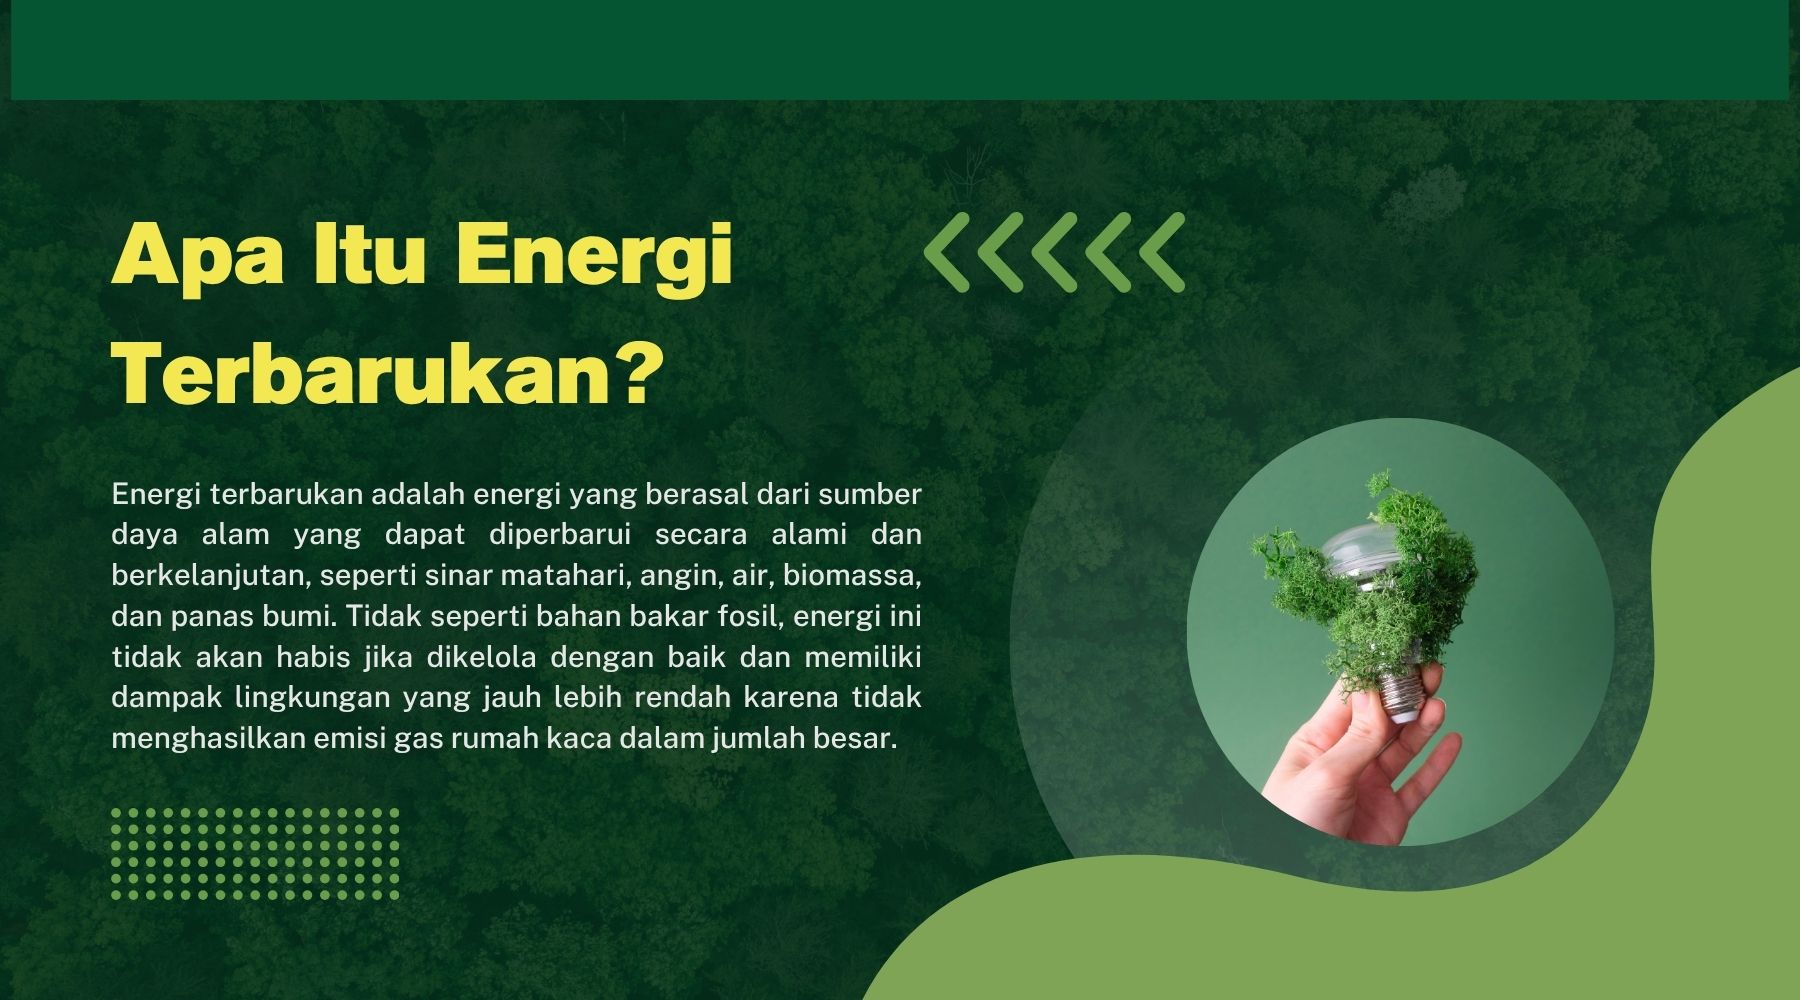 Apa Itu Energi
Terbarukan?
Energi terbarukan adalah energi yang berasal dari sumber
daya alam yang dapat diperbarui secara alami dan
berkelanjutan, seperti sinar matahari, angin, air, biomassa,
dan panas bumi. Tidak seperti bahan bakar fosil, energi ini
tidak akan habis jika dikelola dengan baik dan memiliki
dampak lingkungan yang jauh lebih rendah karena tidak
menghasilkan emisi gas rumah kaca dalam jumlah besar.